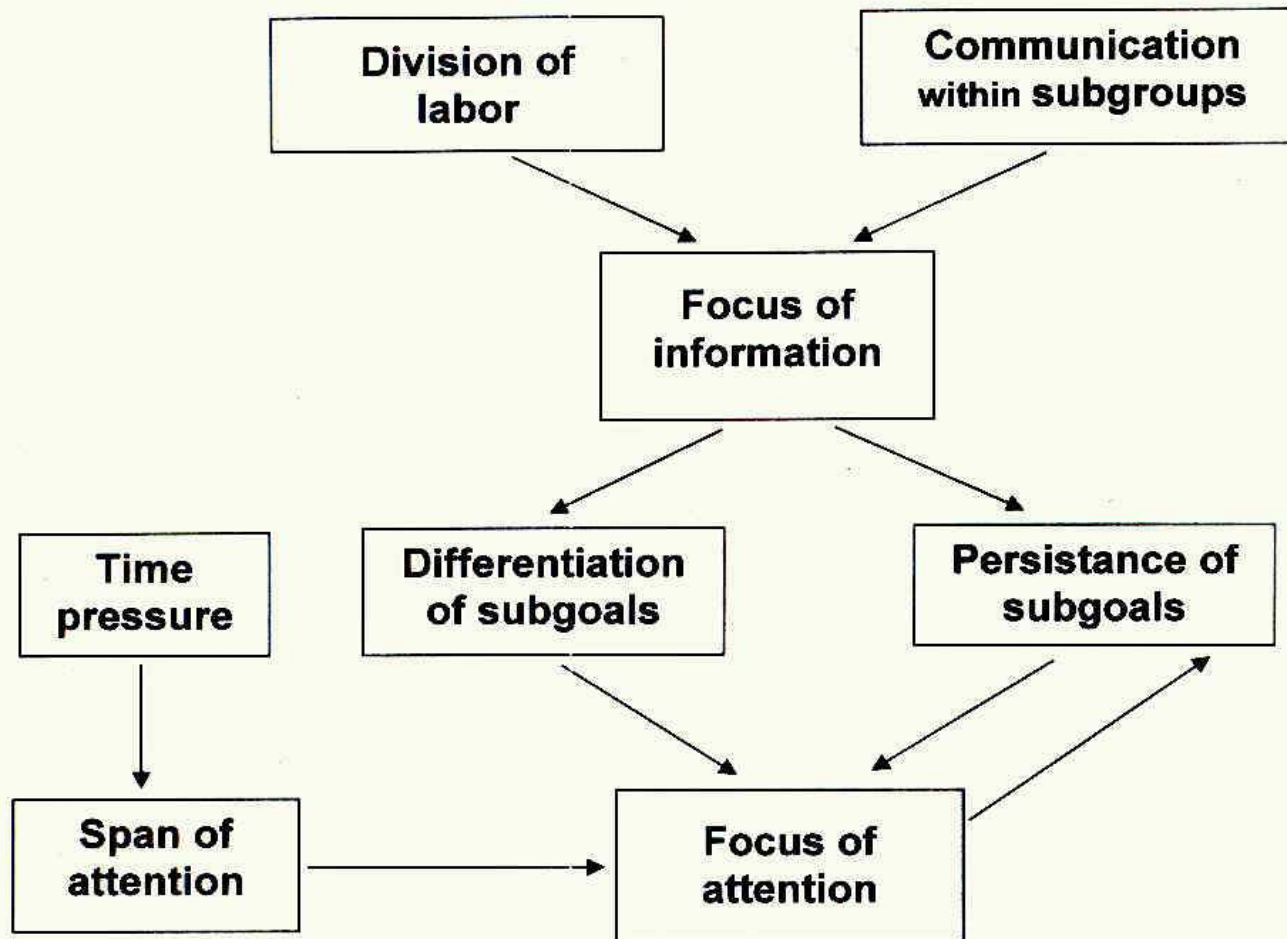 Division of
labor
Communication
within subgroups
Focus of
information
Time
pressure
Differentiation
of subgoals
Persistance of
subgoals
Span of
attention
Focus of
attention